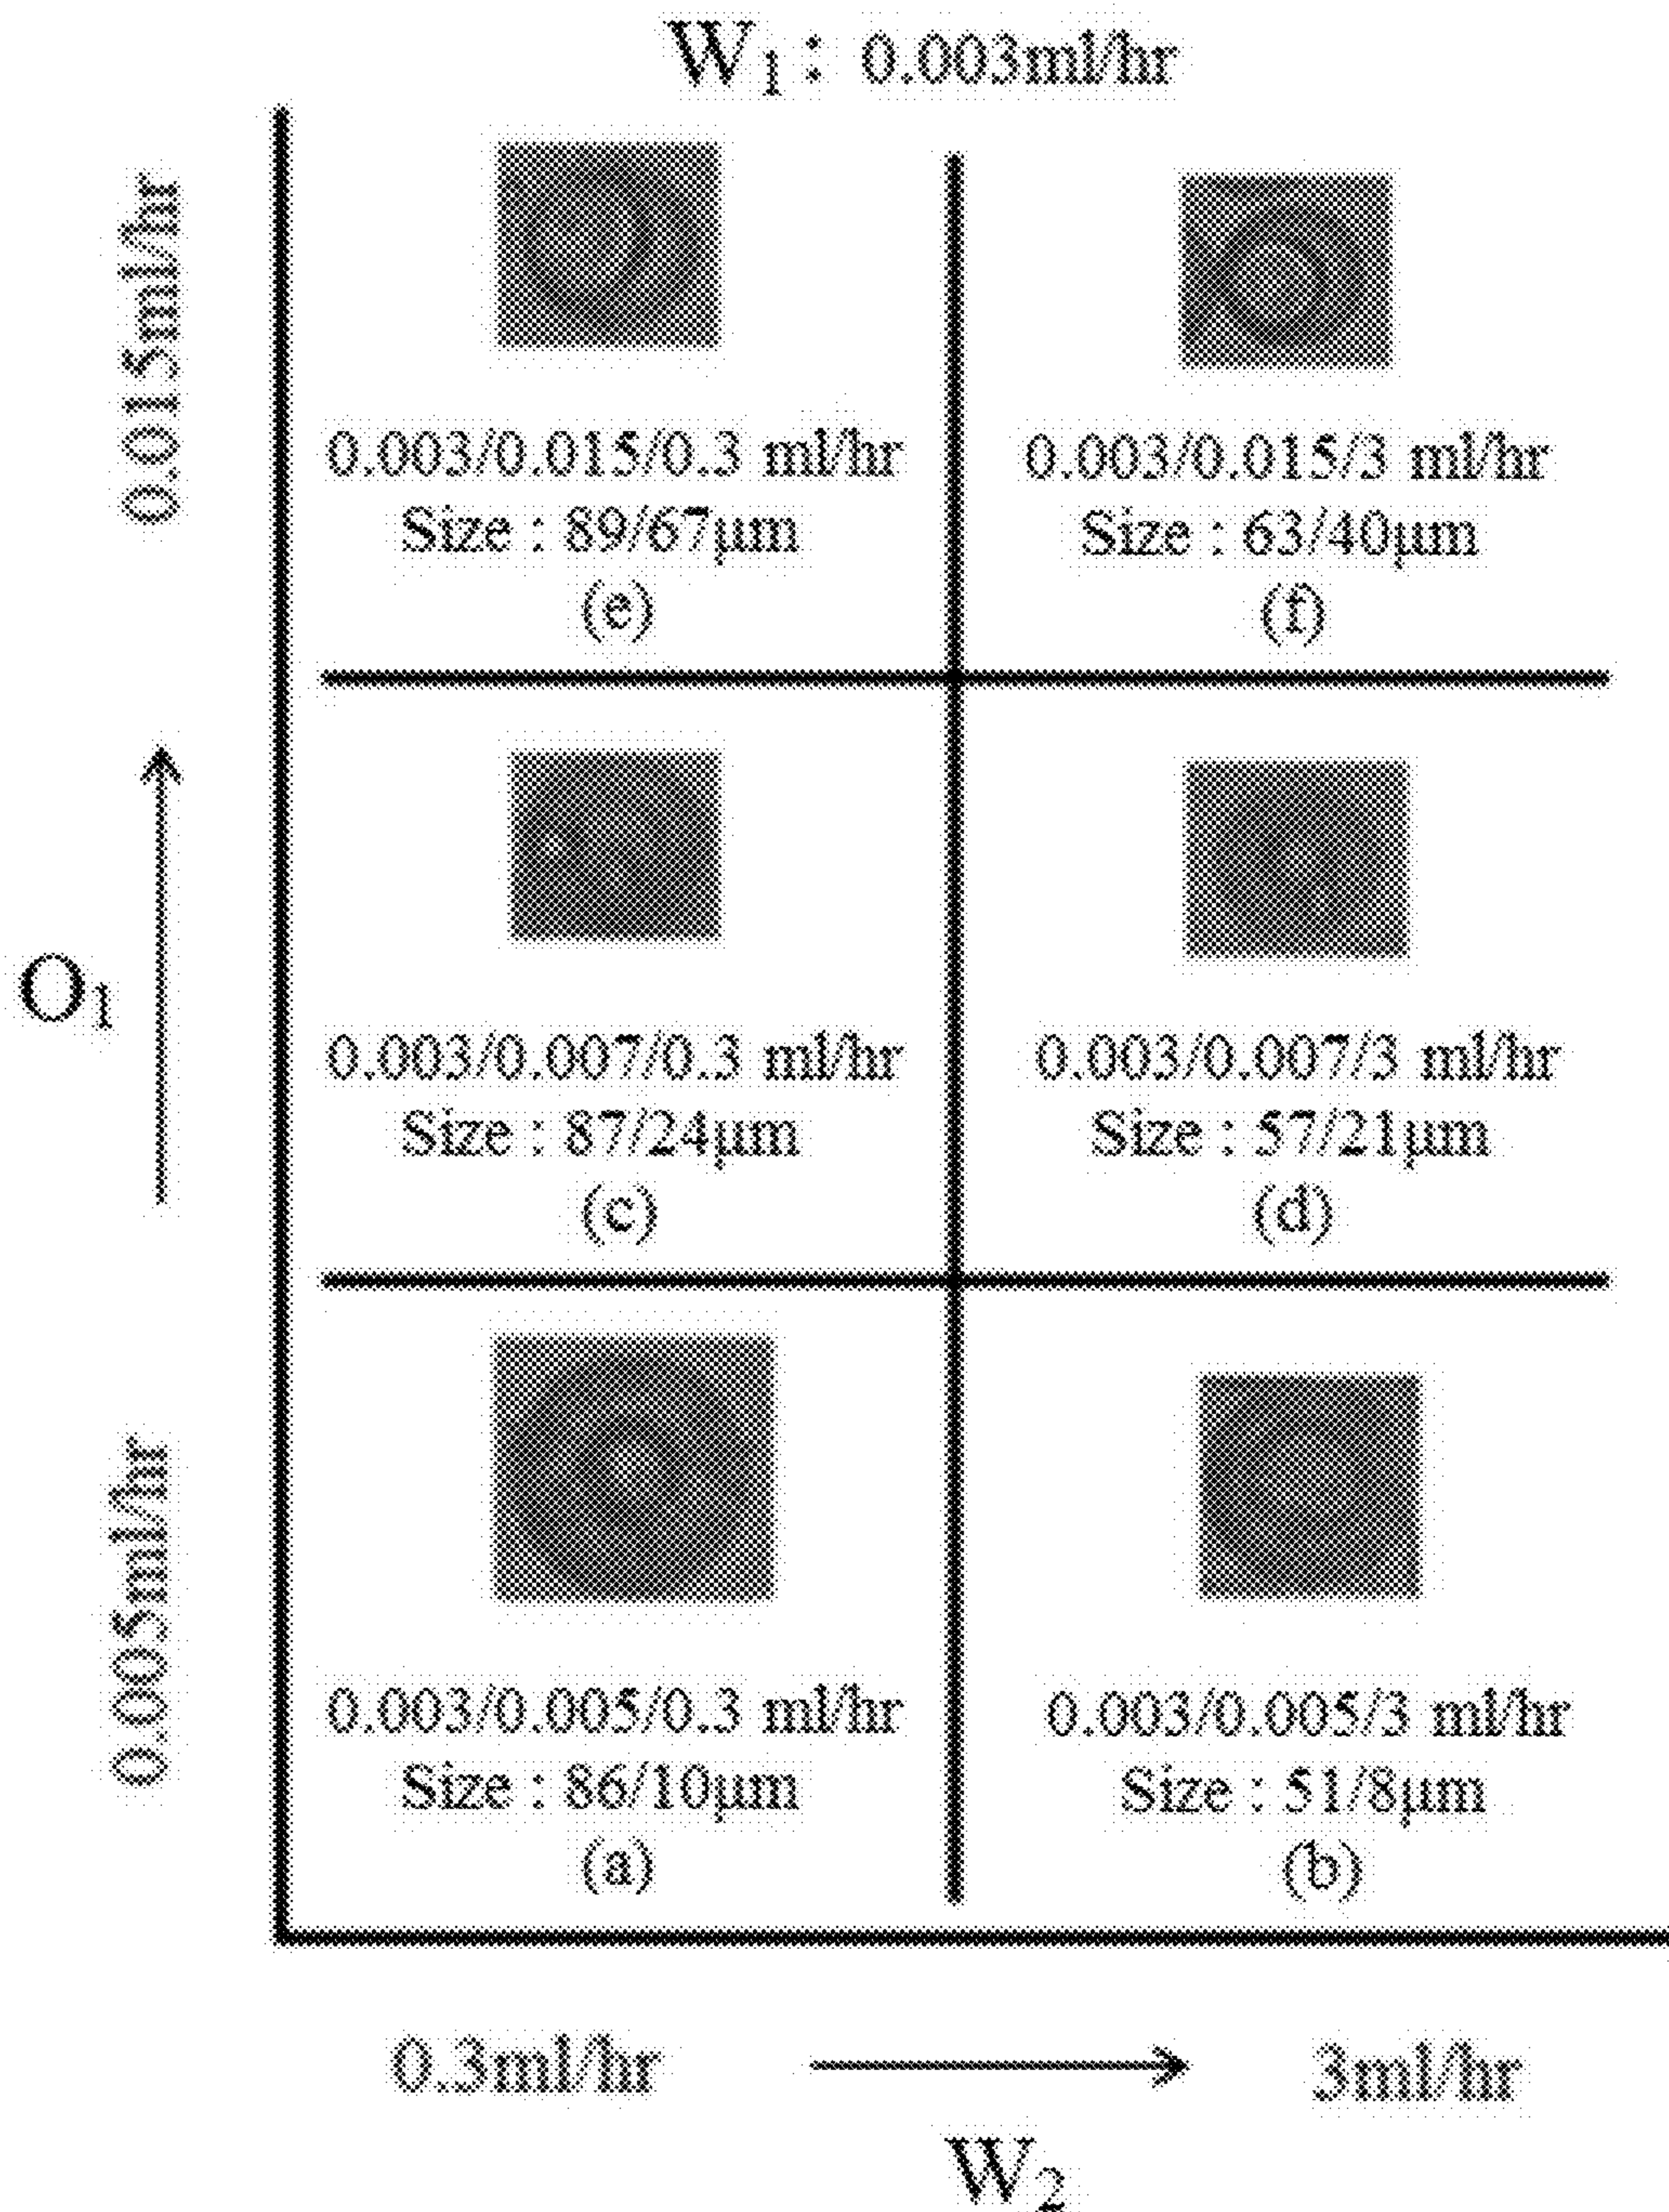 W₁ : 0.003ml/hr
0.015ml/hr
0.003/0.015/0.3 ml/hr
Size : 89/67μm
(e)
0.003/0.015/3 ml/hr
Size : 63/40μm
(f)
O₁
0.003/0.007/0.3 ml/hr
Size : 87/24μm
(c)
0.003/0.007/3 ml/hr
Size : 57/21μm
(d)
0.005ml/hr
0.003/0.005/0.3 ml/hr
Size : 86/10μm
(a)
0.003/0.005/3 ml/hr
Size : 51/8μm
(b)
0.3ml/hr
3ml/hr
W₂